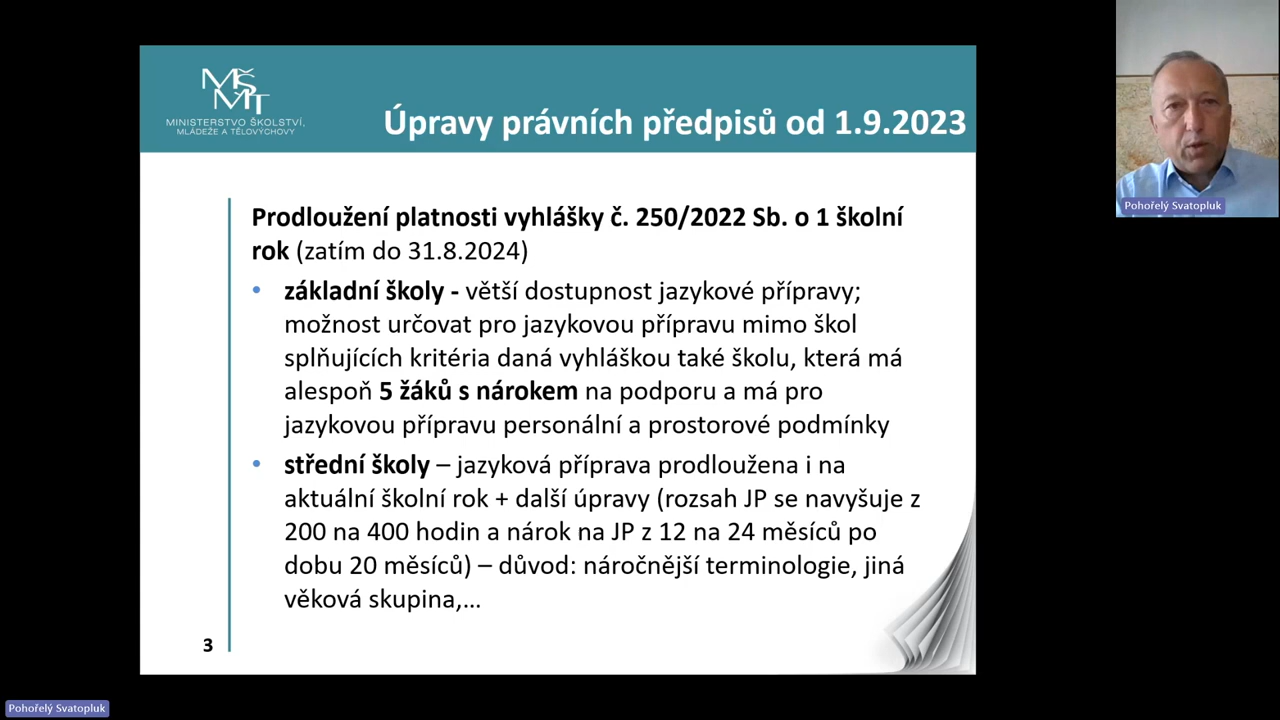 MŠMT
MINISTERSTVO ŠKOLSTVÍ,
MLÁDEŽE A TĚLOVÝCHOVY
Úpravy právních předpisů od 1.9.2023
Prodloužení platnosti vyhlášky č. 250/2022 Sb. o 1 školní
rok (zatím do 31.8.2024)
• základní školy - větší dostupnost jazykové přípravy;
možnost určovat pro jazykovou přípravu mimo škol
splňujících kritéria daná vyhláškou také školu, která má
alespoň 5 žáků s nárokem na podporu a má pro
jazykovou přípravu personální a prostorové podmínky
• střední školy – jazyková příprava prodloužena i na
aktuální školní rok + další úpravy (rozsah JP se navyšuje z
200 na 400 hodin a nárok na JP z 12 na 24 měsíců po
dobu 20 měsíců) – důvod: náročnější terminologie, jiná
věková skupina,...
3
Pohořelý Svatopluk
Pohořelý Svatopluk